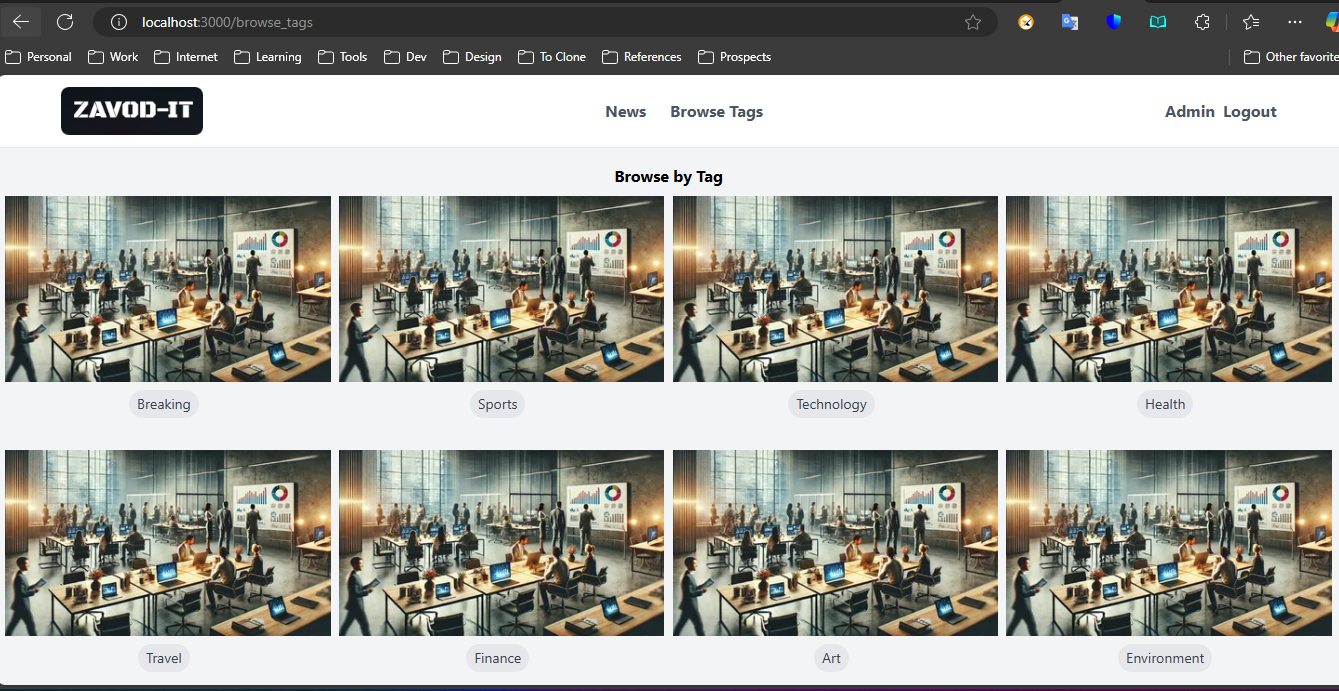 localhost:3000/browse_tags
Personal Work Internet Learning Tools Dev Design To Clone References Prospects Other favorite
ZAVOD-IT News Browse Tags Admin Logout
Browse by Tag
Breaking Sports Technology Health
Travel Finance Art Environment